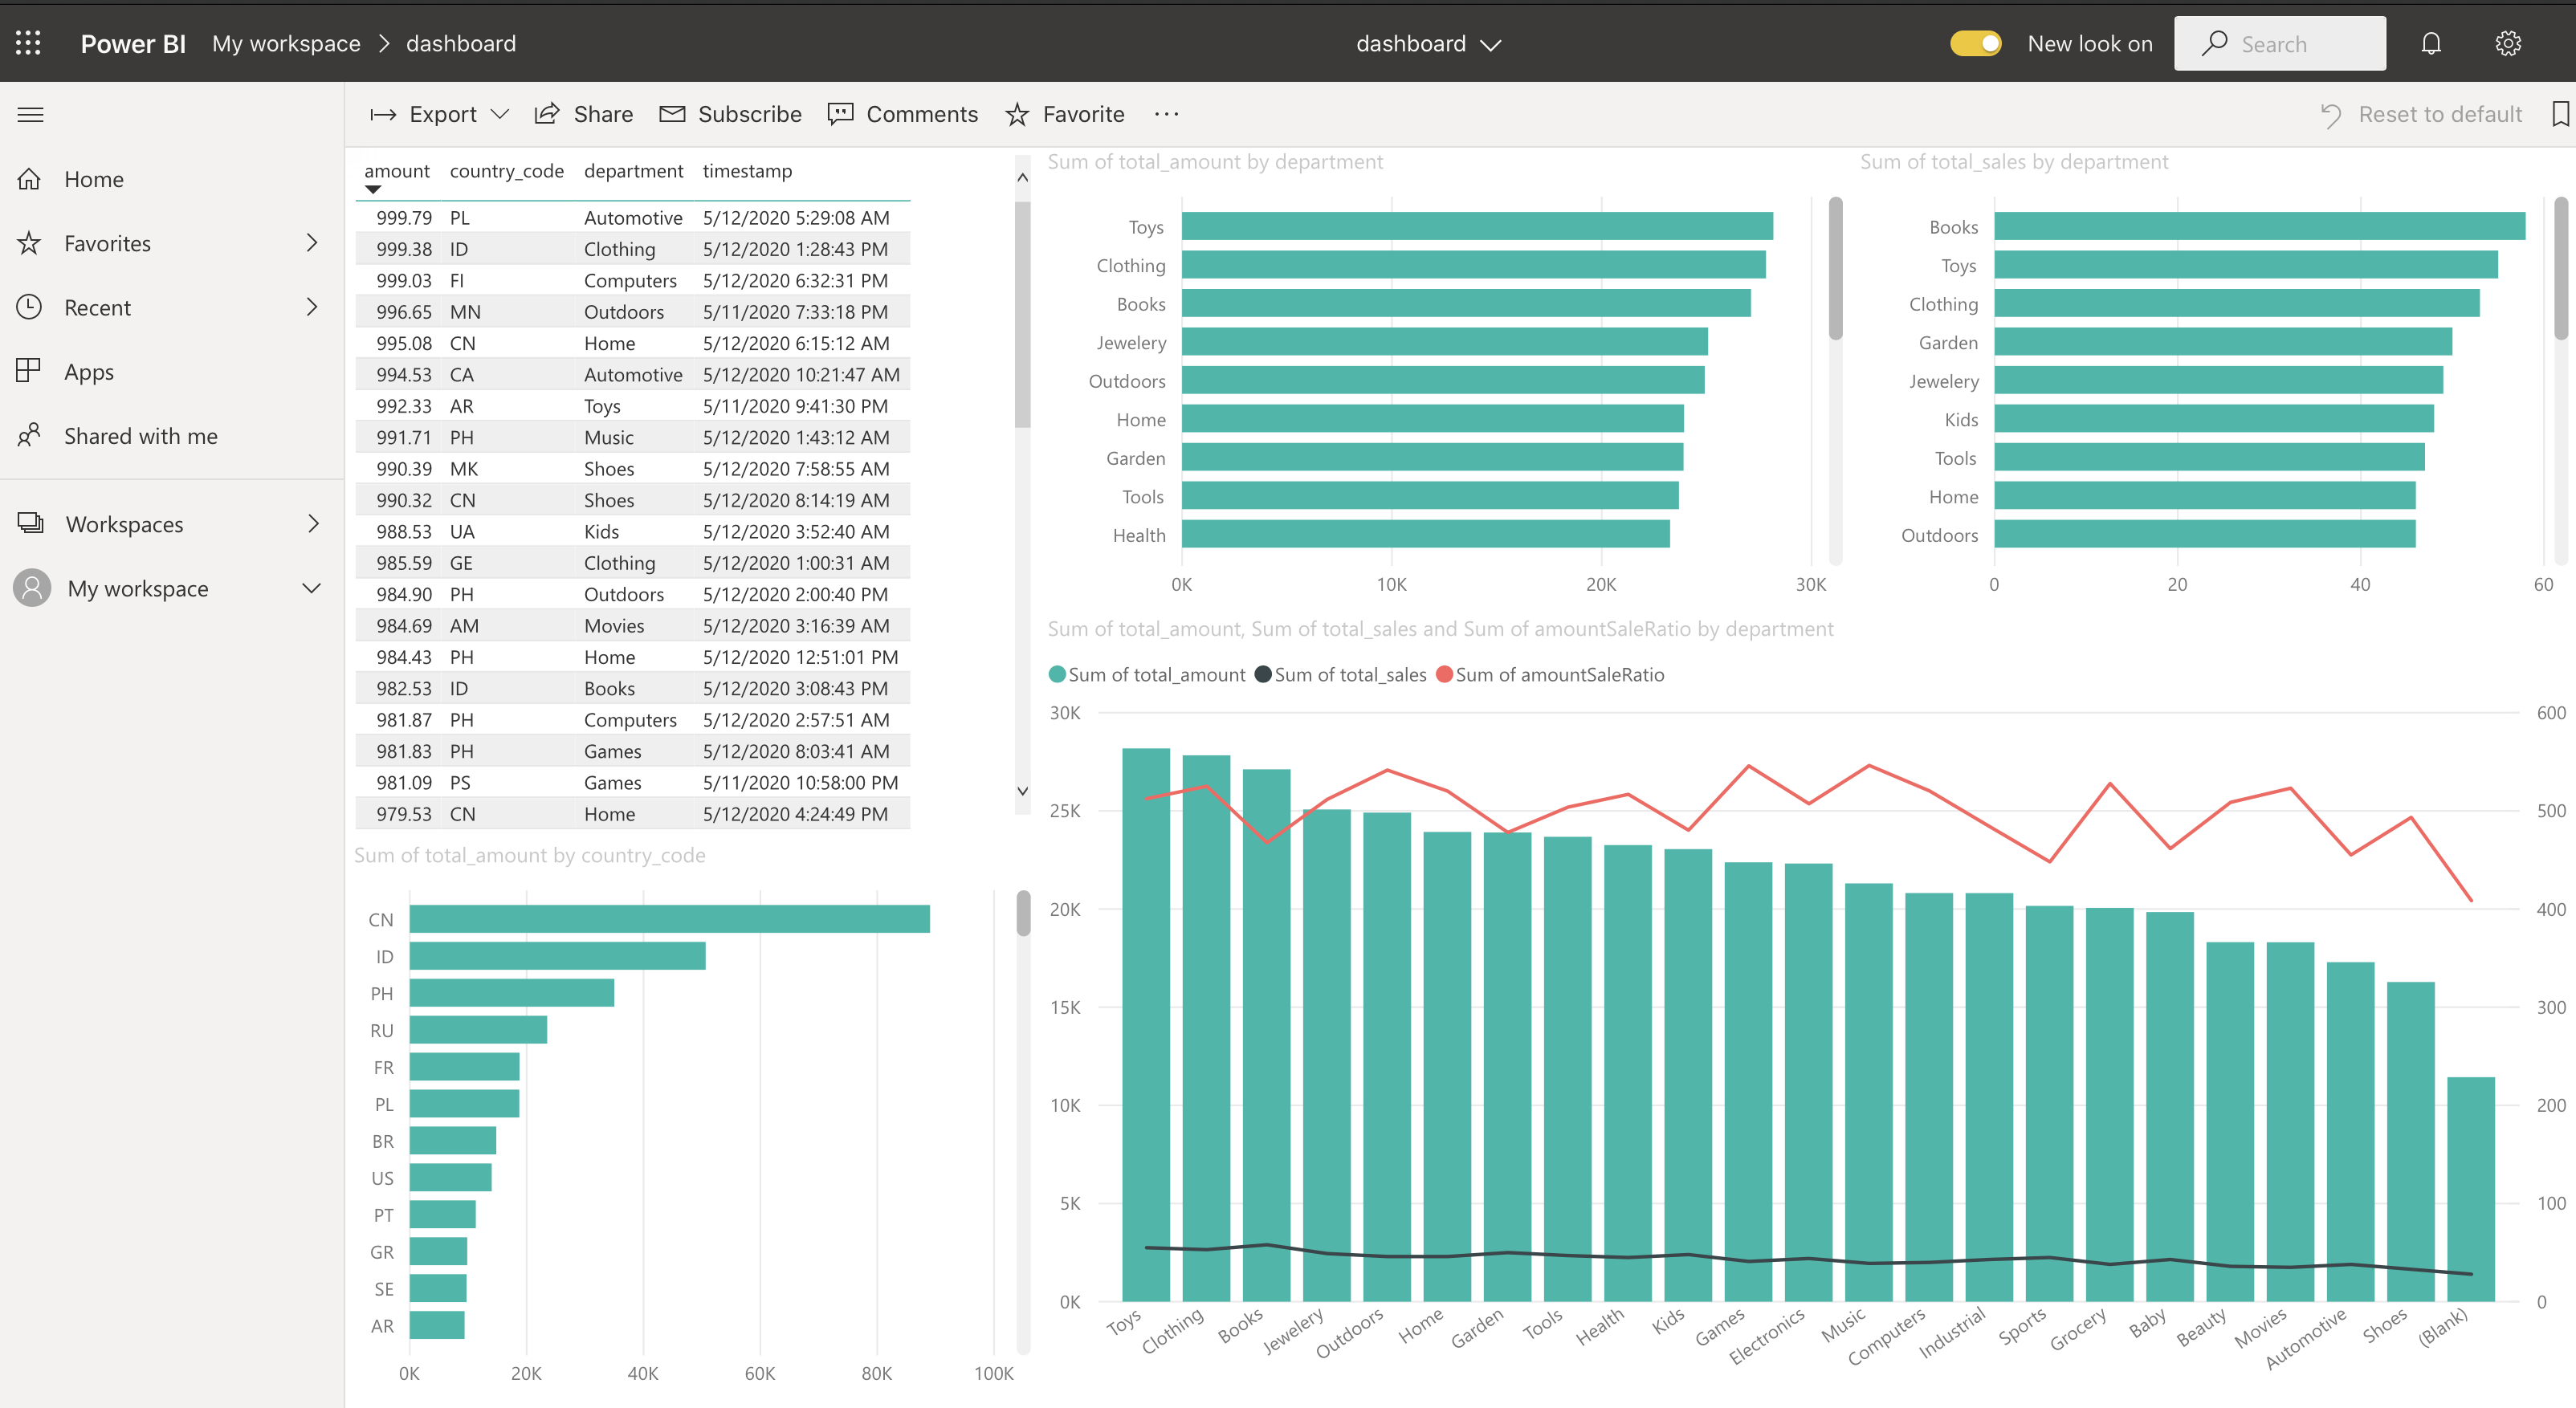 Power BI My workspace > dashboard dashboard New look on Search
Export Share Subscribe Comments Favorite ... Reset to default
Home
Favorites
Recent
Apps
Shared with me
Workspaces
My workspace
amount country_code department timestamp
999.79 PL Automotive 5/12/2020 5:29:08 AM
999.38 ID Clothing 5/12/2020 1:28:43 PM
999.03 FI Computers 5/12/2020 6:32:31 PM
996.65 MN Outdoors 5/11/2020 7:33:18 PM
995.08 CN Home 5/12/2020 6:15:12 AM
994.53 CA Automotive 5/12/2020 10:21:47 AM
992.33 AR Toys 5/11/2020 9:41:30 PM
991.71 PH Music 5/12/2020 1:43:12 AM
990.39 MK Shoes 5/12/2020 7:58:55 AM
990.32 CN Shoes 5/12/2020 8:14:19 AM
988.53 UA Kids 5/12/2020 3:52:40 AM
985.59 GE Clothing 5/12/2020 1:00:31 AM
984.90 PH Outdoors 5/12/2020 2:00:40 PM
984.69 AM Movies 5/12/2020 3:16:39 AM
984.43 PH Home 5/12/2020 12:51:01 PM
982.53 ID Books 5/12/2020 3:08:43 PM
981.87 PH Computers 5/12/2020 2:57:51 AM
981.83 PH Games 5/12/2020 8:03:41 AM
981.09 PS Games 5/11/2020 10:58:00 PM
979.53 CN Home 5/12/2020 4:24:49 PM
Sum of total_amount by country_code
CN
ID
PH
RU
FR
PL
BR
US
PT
GR
SE
AR
0K 20K 40K 60K 80K 100K
Sum of total_amount by department
Toys
Clothing
Books
Jewelery
Outdoors
Home
Garden
Tools
Health
0K 10K 20K 30K
Sum of total_sales by department
Books
Toys
Clothing
Garden
Jewelery
Kids
Tools
Home
Outdoors
0 20 40 60
Sum of total_amount, Sum of total_sales and Sum of amountSaleRatio by department
Sum of total_amount Sum of total_sales Sum of amountSaleRatio
30K 600
25K 500
20K 400
15K 300
10K 200
5K 100
0K 0
Toys Clothing Books Jewelery Outdoors Home Garden Tools Health Kids Games Electronics Music Computers Industrial Sports Grocery Baby Beauty Movies Automotive Shoes (Blank)